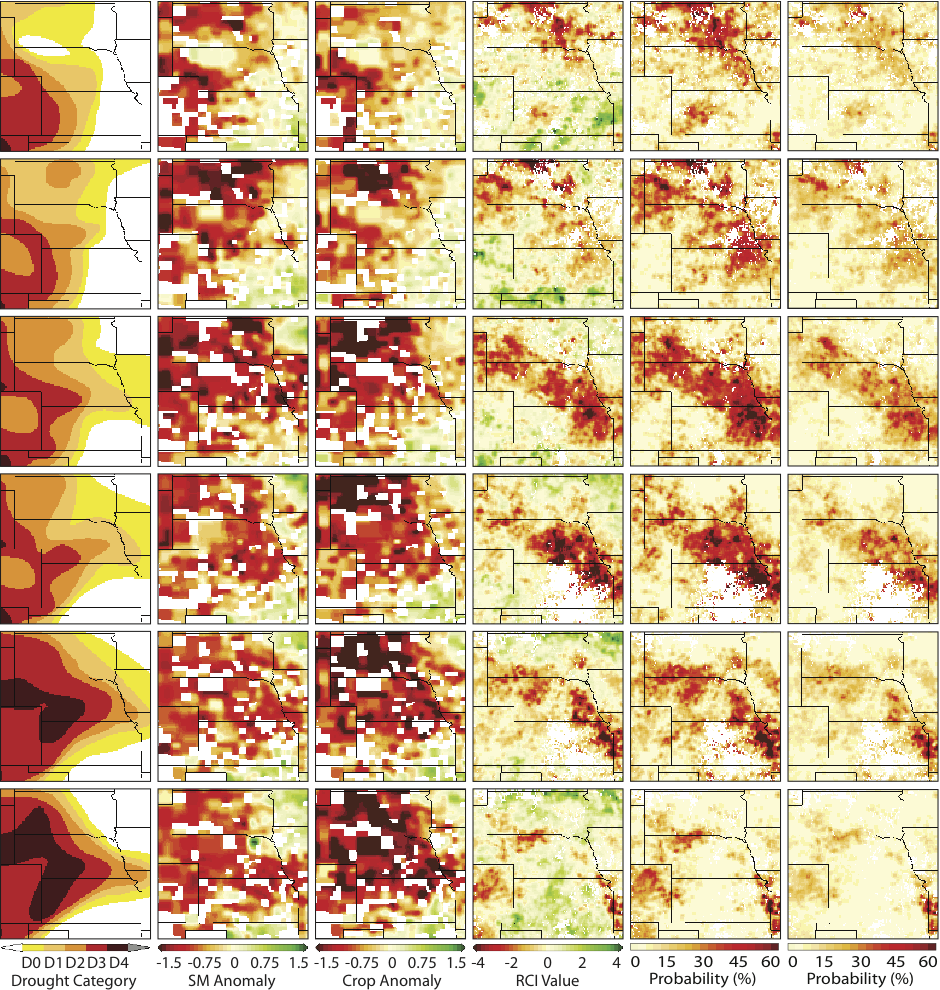 D0 D1 D2 D3 D4
Drought Category
-1.5 -0.75 0 0.75 1.5
SM Anomaly
-1.5 -0.75 0 0.75 1.5
Crop Anomaly
-4 -2 0 2 4
RCI Value
0 15 30 45 60
Probability (%)
0 15 30 45 60
Probability (%)